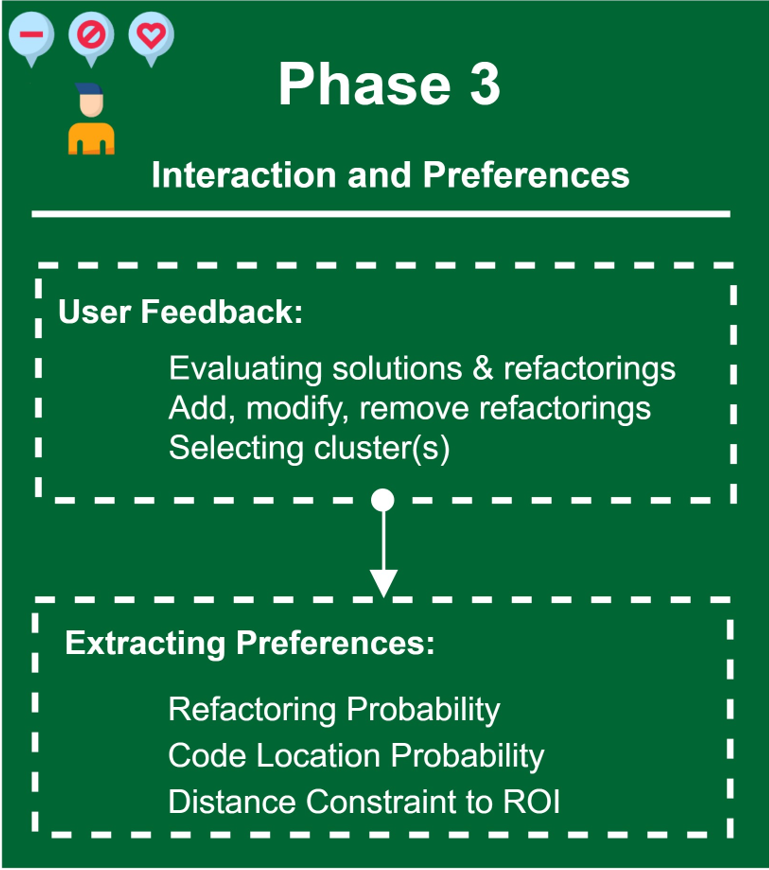 Phase 3
Interaction and Preferences
User Feedback:
Evaluating solutions & refactorings
Add, modify, remove refactorings
Selecting cluster(s)
Extracting Preferences:
Refactoring Probability
Code Location Probability
Distance Constraint to ROI